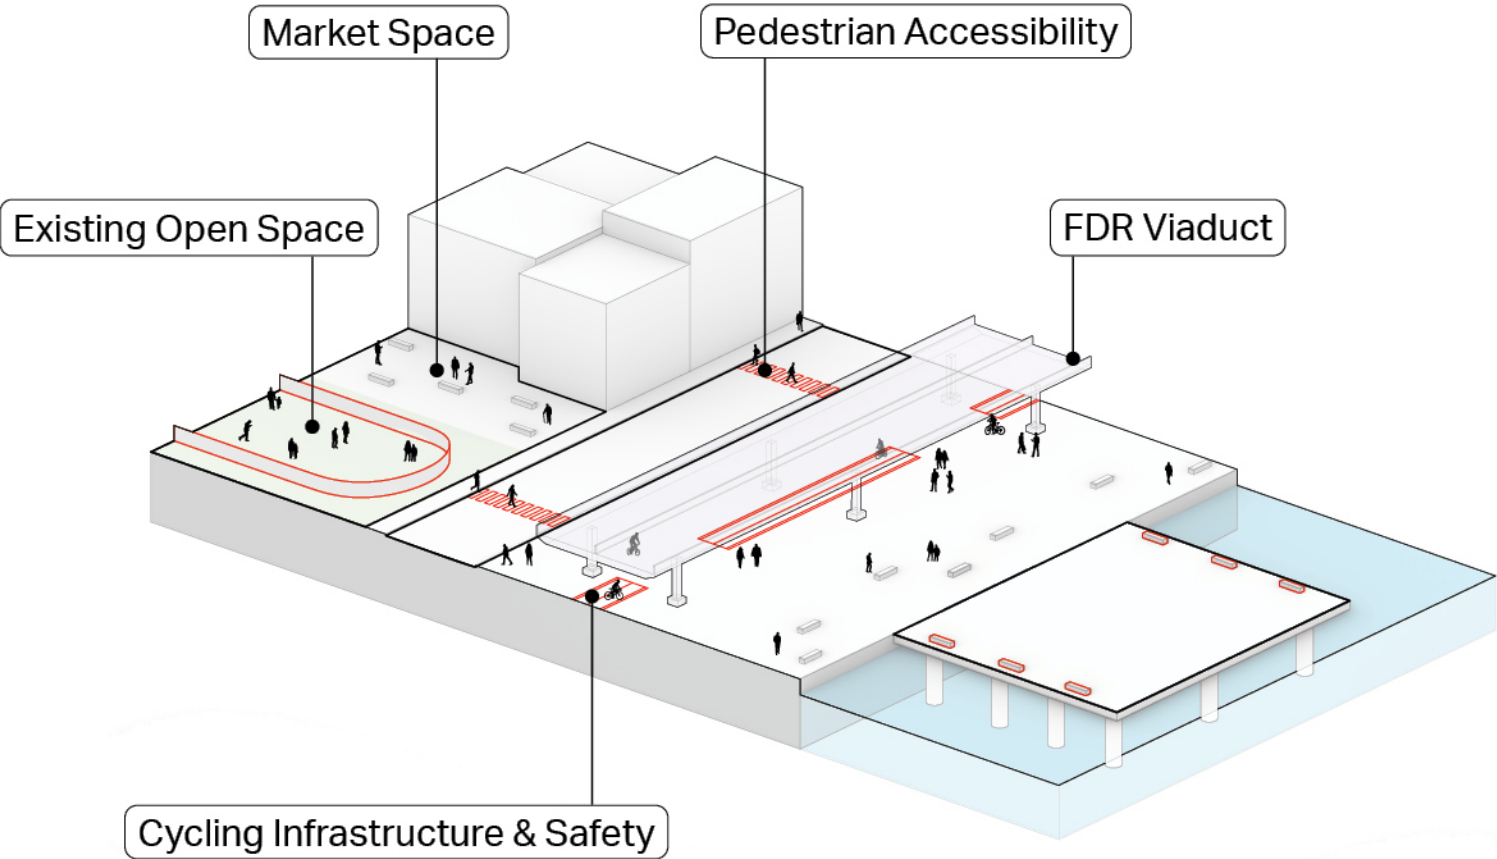 Market Space
Pedestrian Accessibility
Existing Open Space
FDR Viaduct
Cycling Infrastructure & Safety